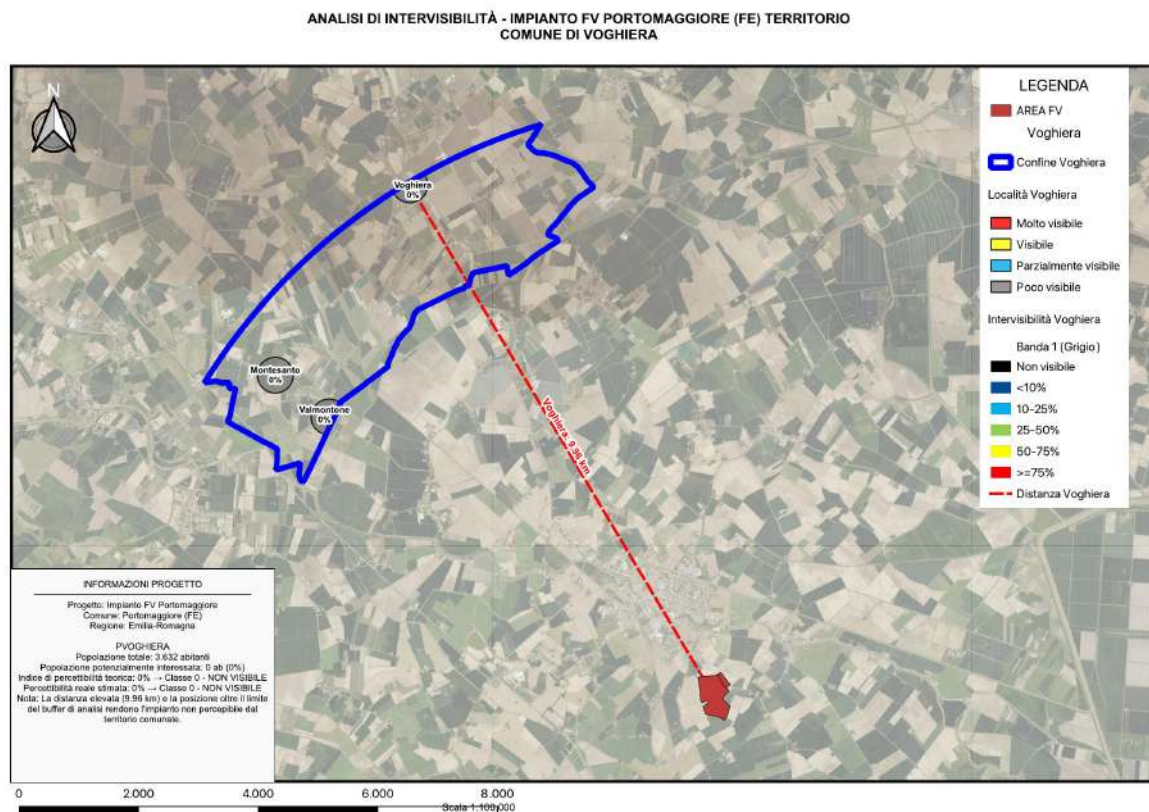 ANALISI DI INTERVISIBILITÀ - IMPIANTO FV PORTOMAGGIORE (FE) TERRITORIO
COMUNE DI VOGHIERA
N
LEGENDA
AREA FV
Voghiera
Confine Voghiera
Località Voghiera
Molto visibile
Visibile
Parzialmente visibile
Poco visibile
Intervisibilità Voghiera
Banda 1 (Grigio)
Non visibile
<10%
10-25%
25-50%
50-75%
>=75%
Distanza Voghiera
Voghiera
0%
Montesanto
0%
Valmontone
0%
Voghiera: 9.96 km
INFORMAZIONI PROGETTO
Progetto: Impianto FV Portomaggiore
Comune: Portomaggiore (FE)
Regione: Emilia-Romagna
PVOGHIERA
Popolazione totale: 3.632 abitanti
Popolazione potenzialmente interessata: 0 ab (0%)
Indice di percettibilità teorica: 0% → Classe 0 - NON VISIBILE
Percettibilità reale stimata: 0% → Classe 0 - NON VISIBILE
Nota: La distanza elevata (9.96 km) e la posizione oltre il limite
del buffer di analisi rendono l'impianto non percepibile dal
territorio comunale.
0 2.000 4.000 6.000 8.000
Scala 1:100.000